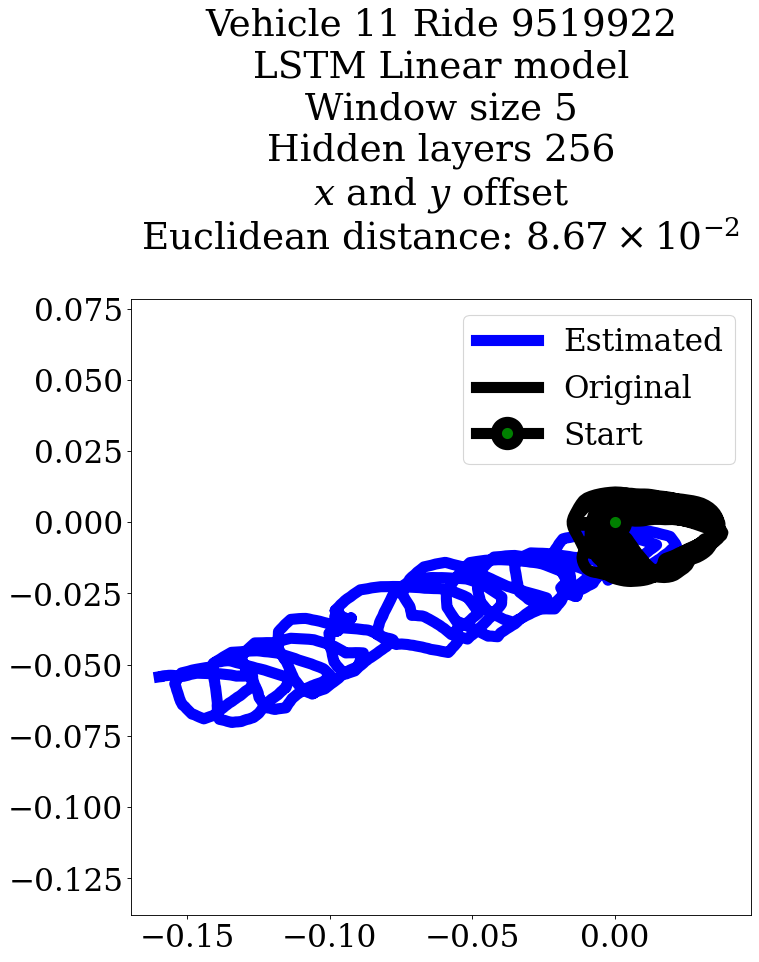 Vehicle 11 Ride 9519922
LSTM Linear model
Window size 5
Hidden layers 256
x and y offset
Euclidean distance: 8.67 × 10⁻²
Estimated
Original
Start
0.075
0.050
0.025
0.000
−0.025
−0.050
−0.075
−0.100
−0.125
−0.15 −0.10 −0.05 0.00